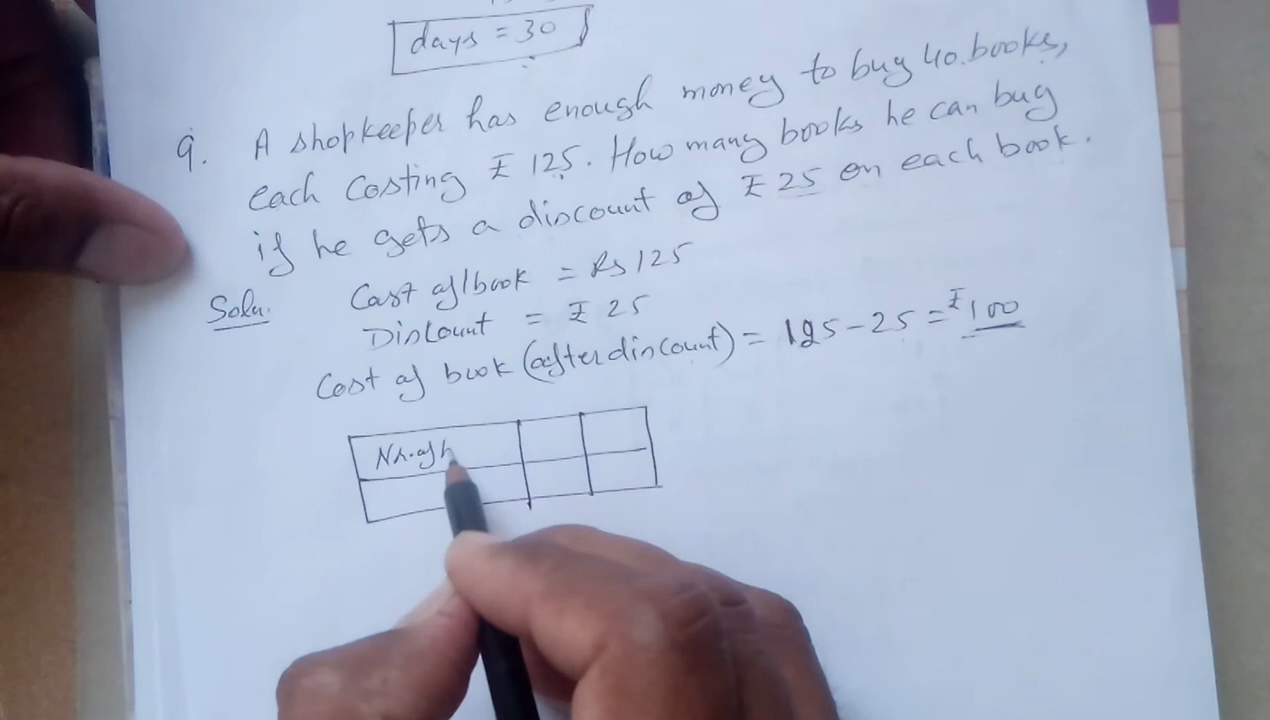 days = 30
9. A shopkeeper has enough money to buy 40 books,
each costing ₹ 125. How many books he can buy
if he gets a discount of ₹ 25 on each book.
Soln. Cost of 1 book = Rs 125
Discount = ₹ 25
Cost of book (after discount) = 125 - 25 = ₹ 100
No. of b